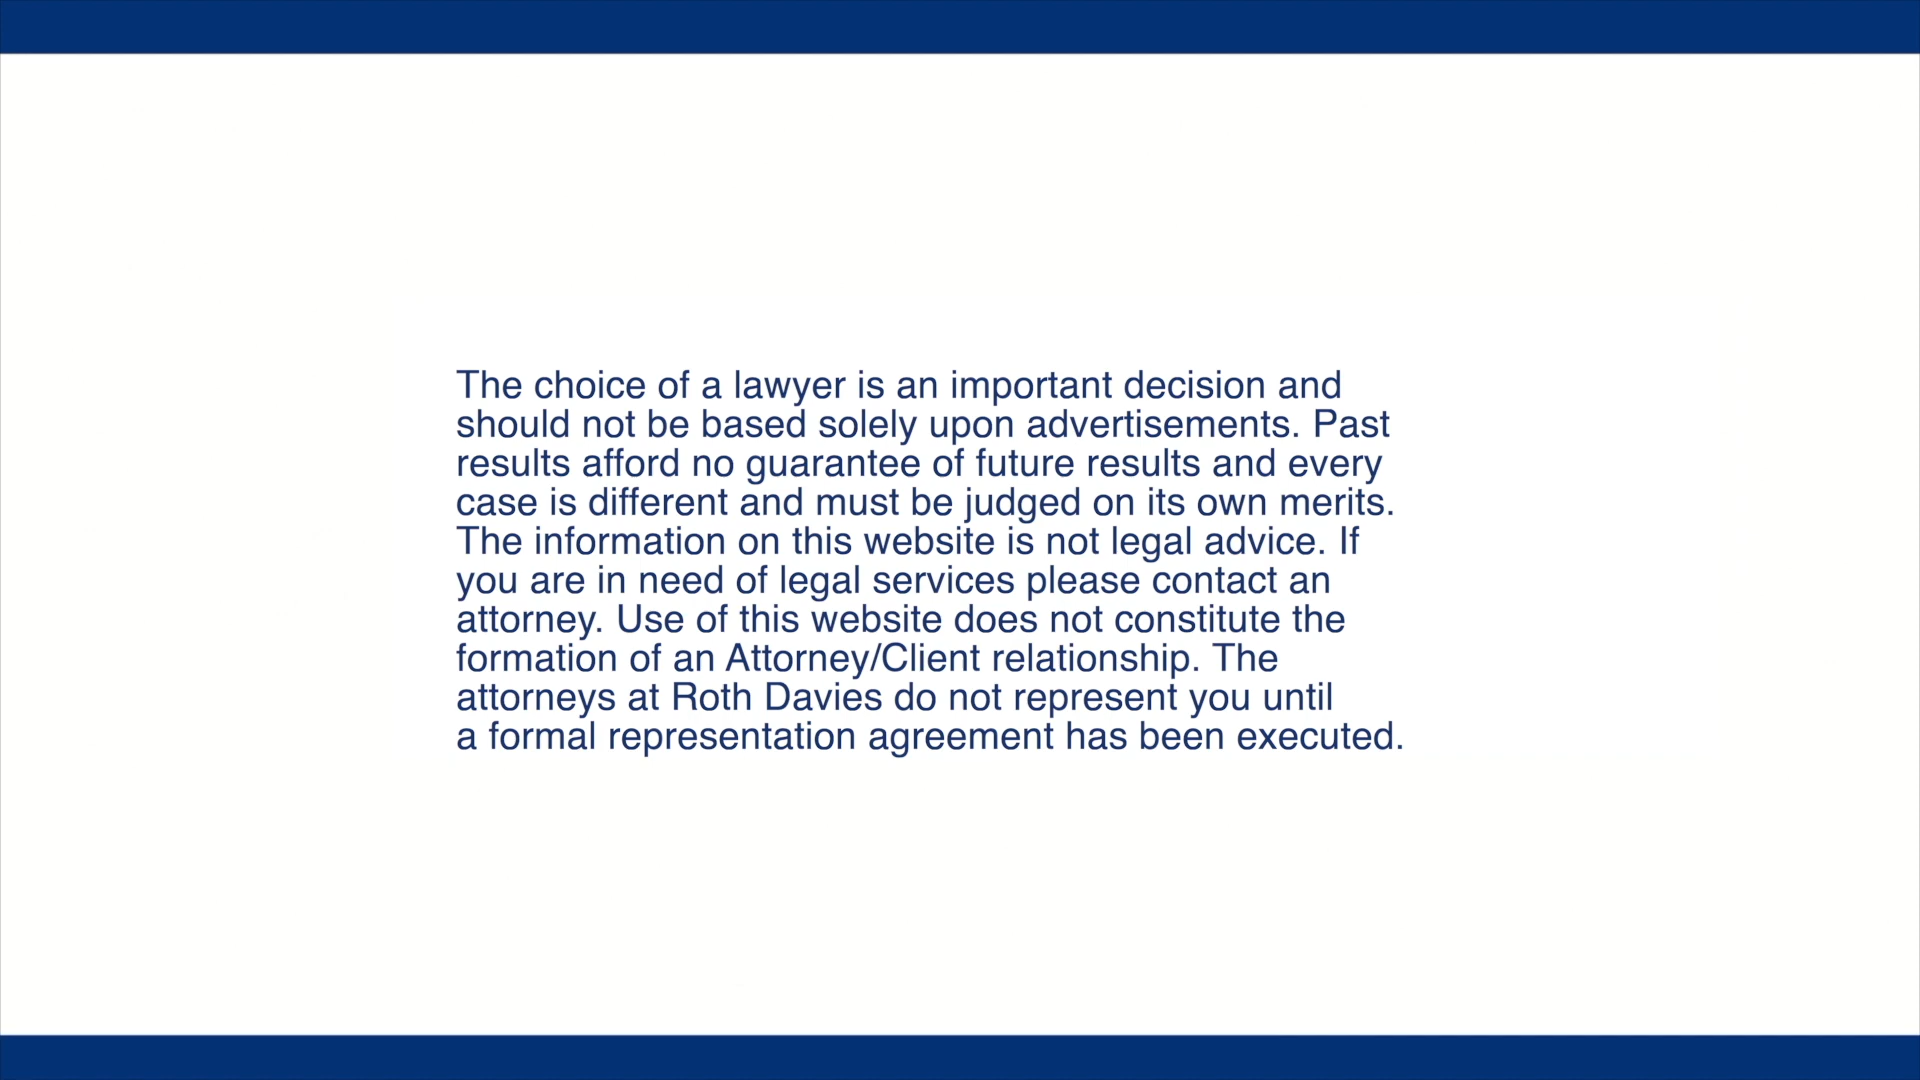 The choice of a lawyer is an important decision and
should not be based solely upon advertisements. Past
results afford no guarantee of future results and every
case is different and must be judged on its own merits.
The information on this website is not legal advice. If
you are in need of legal services please contact an
attorney. Use of this website does not constitute the
formation of an Attorney/Client relationship. The
attorneys at Roth Davies do not represent you until
a formal representation agreement has been executed.